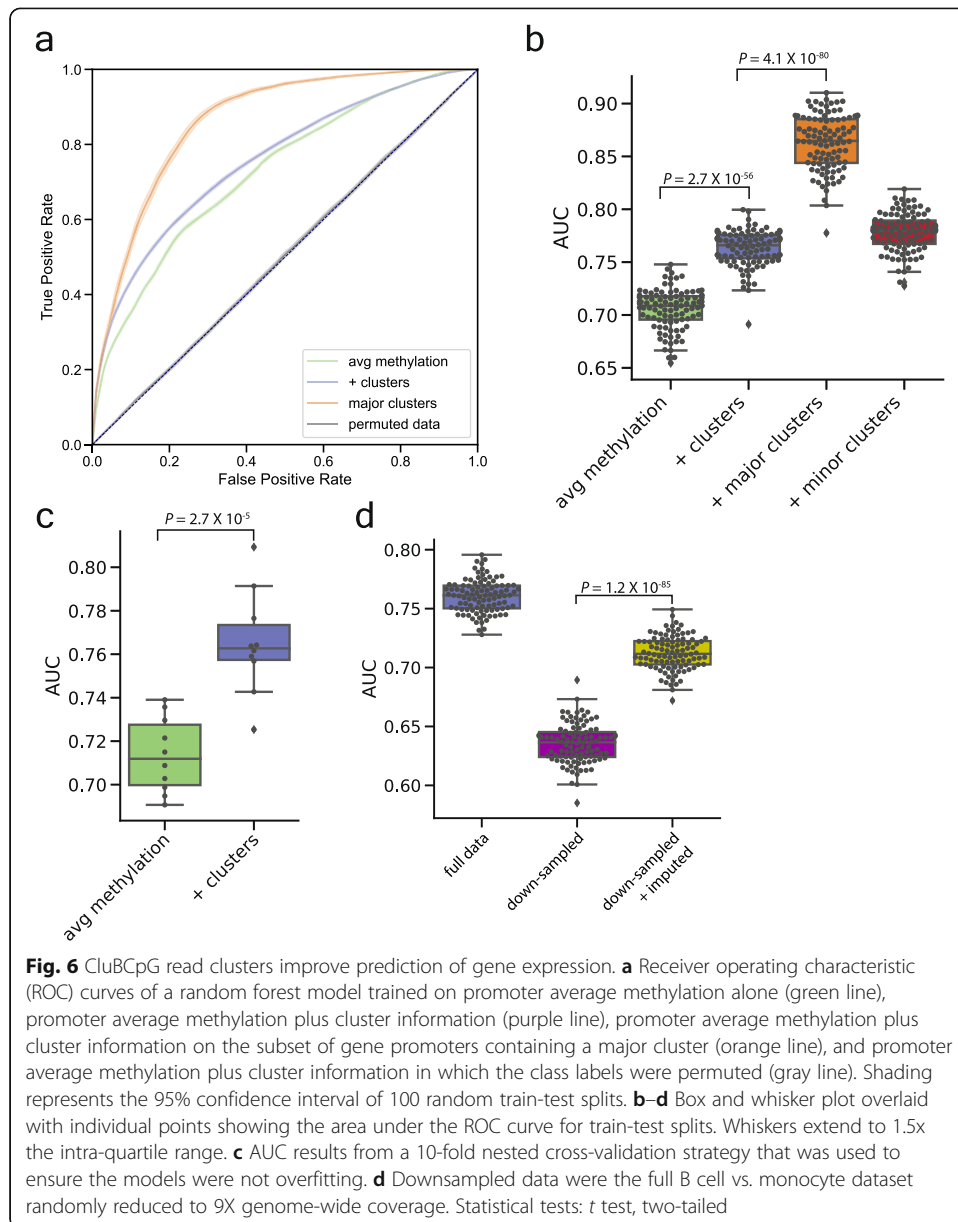 a
1.0
0.8
0.6
0.4
0.2
0.0
True Positive Rate
0.0 0.2 0.4 0.6 0.8 1.0
False Positive Rate
avg methylation
+ clusters
major clusters
permuted data
b
P = 4.1 X 10-80
P = 2.7 X 10-56
0.90
0.85
0.80
0.75
0.70
0.65
AUC
avg methylation
+ clusters
+ major clusters
+ minor clusters
c
P = 2.7 X 10-5
0.80
0.78
0.76
0.74
0.72
0.70
AUC
avg methylation
+ clusters
d
P = 1.2 X 10-85
0.80
0.75
0.70
0.65
0.60
AUC
full data
down-sampled
down-sampled
+ imputed
Fig. 6 CluBCpG read clusters improve prediction of gene expression. a Receiver operating characteristic
(ROC) curves of a random forest model trained on promoter average methylation alone (green line),
promoter average methylation plus cluster information (purple line), promoter average methylation plus
cluster information on the subset of gene promoters containing a major cluster (orange line), and promoter
average methylation plus cluster information in which the class labels were permuted (gray line). Shading
represents the 95% confidence interval of 100 random train-test splits. b–d Box and whisker plot overlaid
with individual points showing the area under the ROC curve for train-test splits. Whiskers extend to 1.5x
the intra-quartile range. c AUC results from a 10-fold nested cross-validation strategy that was used to
ensure the models were not overfitting. d Downsampled data were the full B cell vs. monocyte dataset
randomly reduced to 9X genome-wide coverage. Statistical tests: t test, two-tailed